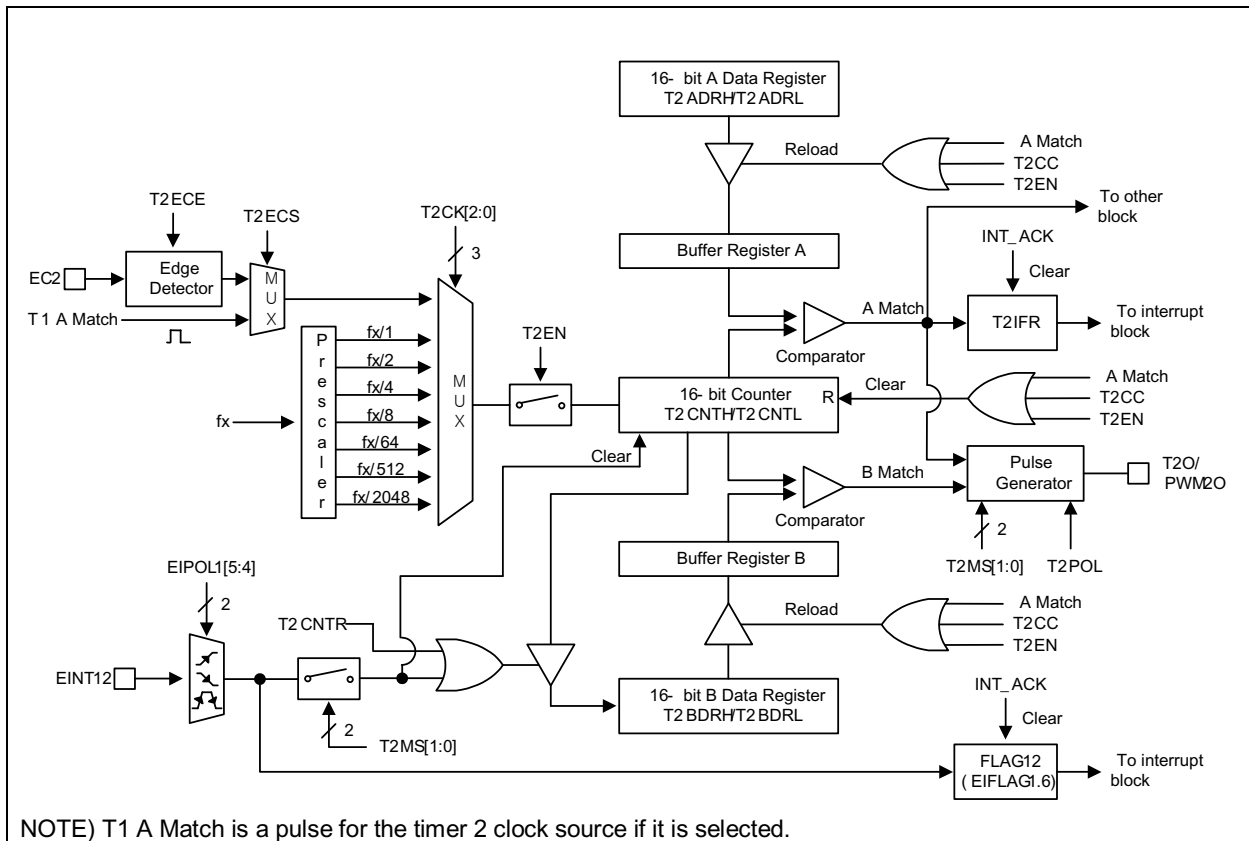 16- bit A Data Register
T2 ADRH/T2 ADRL
Reload
A Match
T2CC
T2EN
To other
block
T2ECE
T2ECS
T2CK[2:0]
3
Buffer Register A
INT_ACK
Clear
EC2
Edge
Detector
M
U
X
T1 A Match
A Match
T2IFR
To interrupt
block
Comparator
fx
P
r
e
s
c
a
l
e
r
fx/1
fx/2
fx/4
fx/8
fx/64
fx/512
fx/2048
M
U
X
T2EN
16- bit Counter
T2 CNTH/T2 CNTL
R
Clear
A Match
T2CC
T2EN
Clear
B Match
Pulse
Generator
T2O/
PWM2O
Comparator
2
T2MS[1:0]
T2POL
Buffer Register B
EIPOL1[5:4]
2
T2 CNTR
Reload
A Match
T2CC
T2EN
EINT12
2
T2MS[1:0]
16- bit B Data Register
T2 BDRH/T2 BDRL
INT_ACK
Clear
FLAG12
( EIFLAG1.6)
To interrupt
block
NOTE) T1 A Match is a pulse for the timer 2 clock source if it is selected.